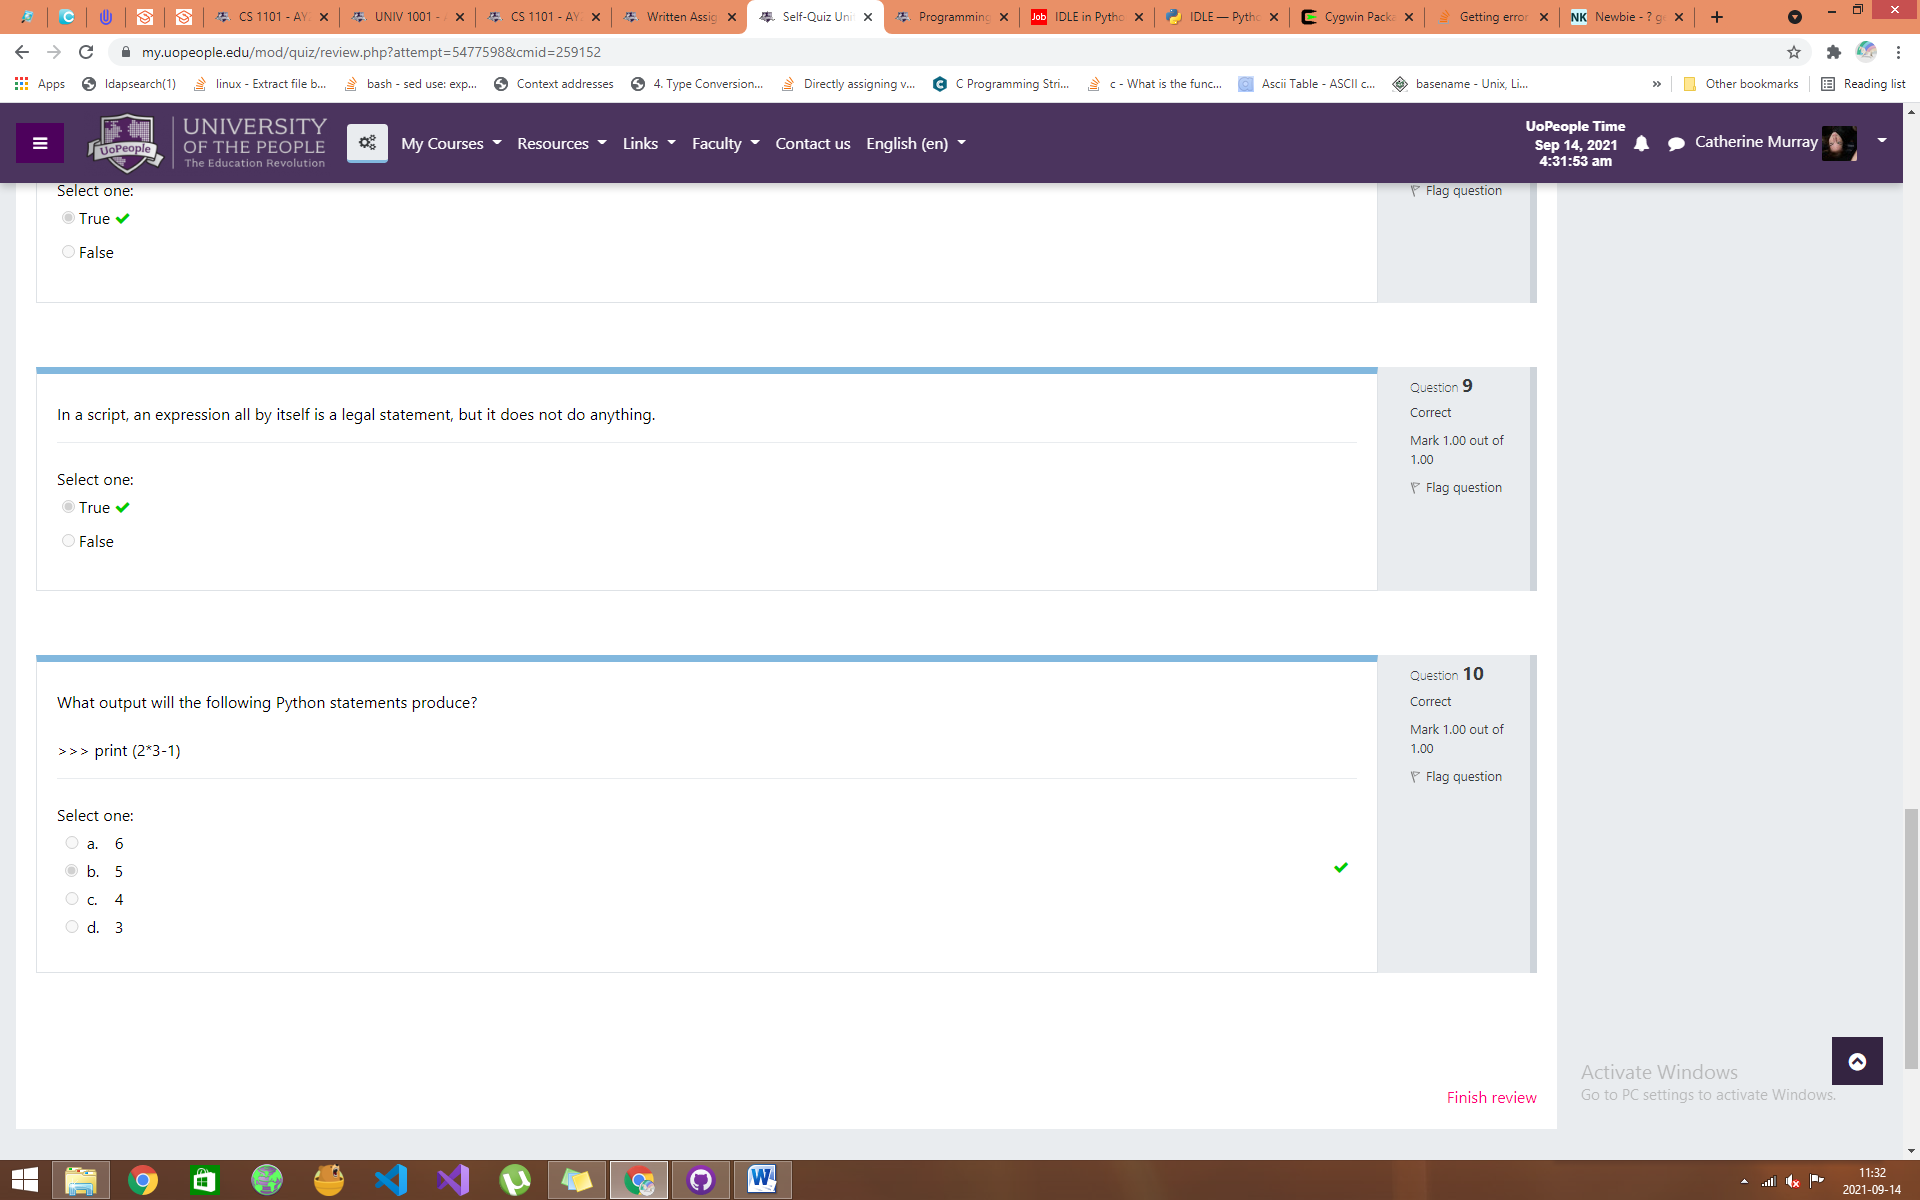 CS 1101 - AY
UNIV 1001 -
CS 1101 - AY
Written Assig
Self-Quiz Uni
Programming
Job IDLE in Pytho
IDLE — Pytho
Cygwin Packa
Getting error
NK Newbie - ? g
my.uopeople.edu/mod/quiz/review.php?attempt=5477598&cmid=259152
Apps ldapsearch(1) linux - Extract file b... bash - sed use: exp... Context addresses 4. Type Conversion... Directly assigning v... C Programming Stri... c - What is the func... Ascii Table - ASCII c... basename - Unix, Li... » Other bookmarks Reading list
UoPeople
UNIVERSITY
OF THE PEOPLE
The Education Revolution
My Courses Resources Links Faculty Contact us English (en)
UoPeople Time
Sep 14, 2021
4:31:53 am
Catherine Murray
Select one:
True
False
Flag question
In a script, an expression all by itself is a legal statement, but it does not do anything.
Select one:
True
False
Question 9
Correct
Mark 1.00 out of
1.00
Flag question
What output will the following Python statements produce?
>>> print (2*3-1)
Select one:
a. 6
b. 5
c. 4
d. 3
Question 10
Correct
Mark 1.00 out of
1.00
Flag question
Finish review
Activate Windows
Go to PC settings to activate Windows.
11:32
2021-09-14